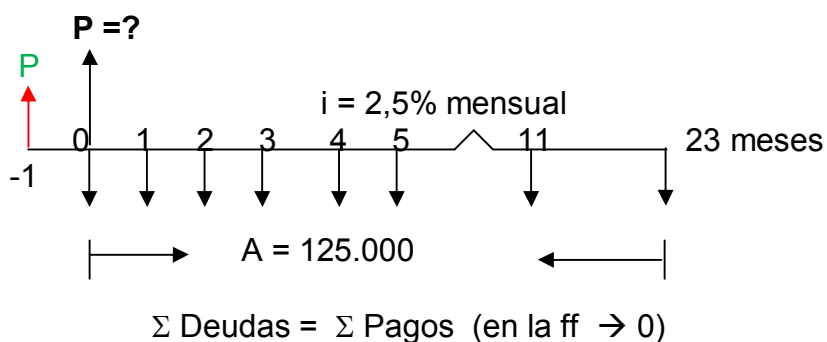 P =?
P
i = 2,5% mensual
0 1 2 3 4 5 11 23 meses
-1
A = 125.000
Σ Deudas = Σ Pagos (en la ff → 0)